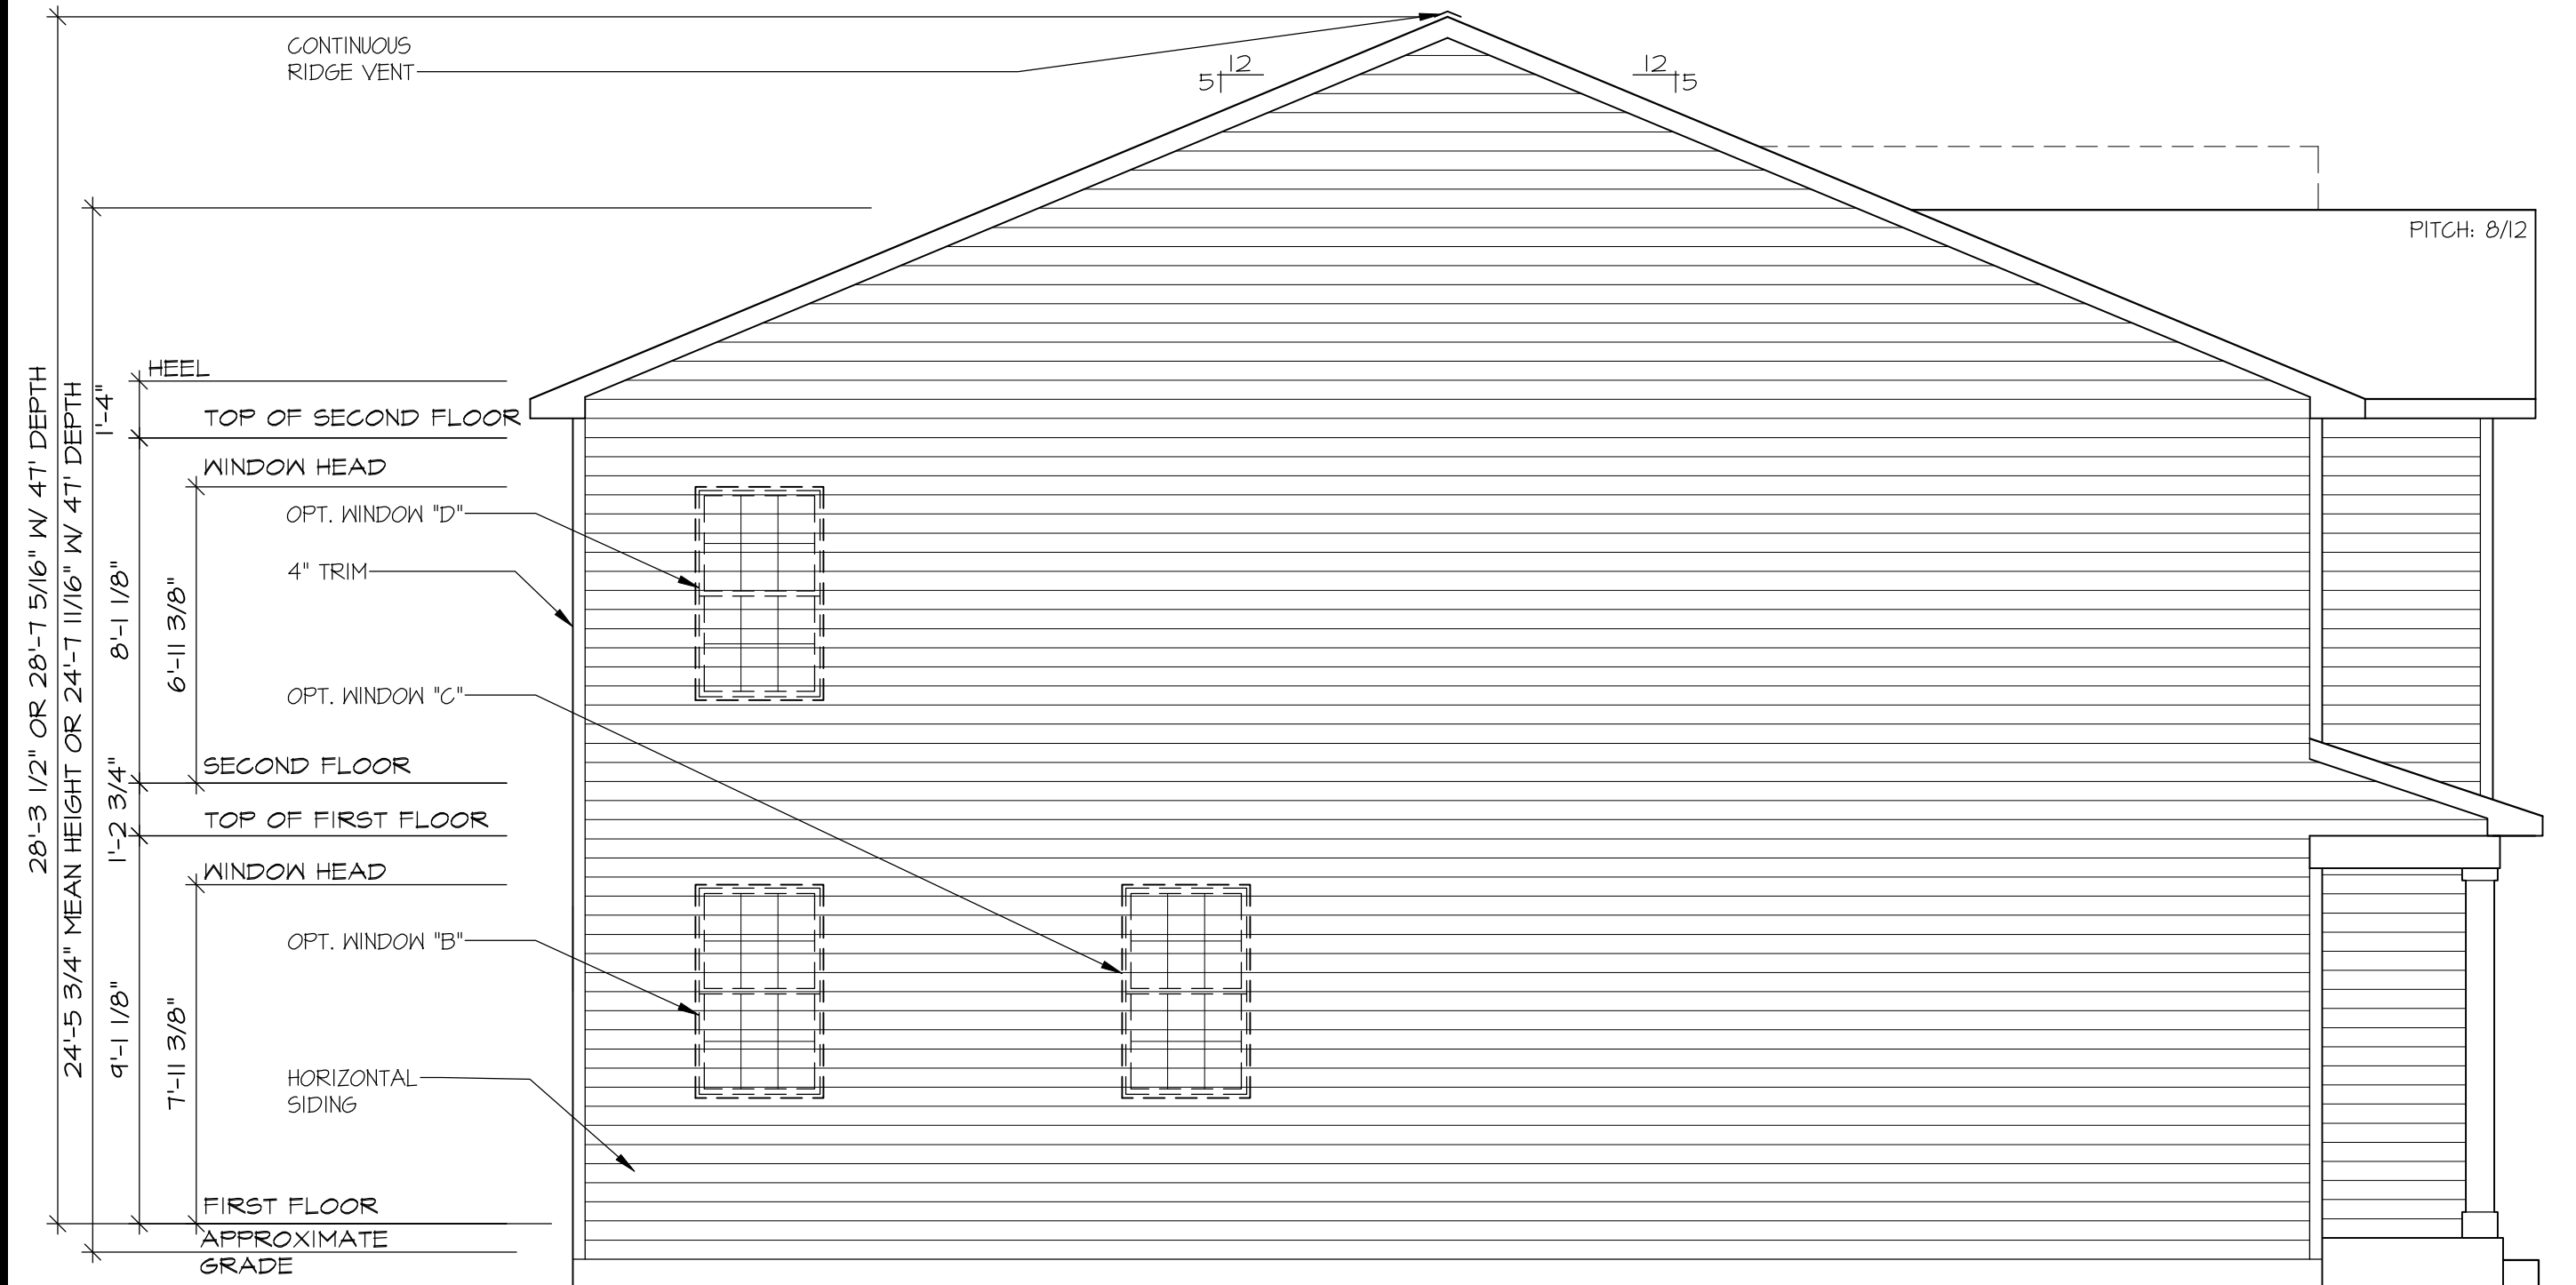 CONTINUOUS
RIDGE VENT
12
5
12
5
PITCH: 8/12
HEEL
1'-4"
TOP OF SECOND FLOOR
WINDOW HEAD
OPT. WINDOW "D"
4" TRIM
8'-1 1/8"
6'-11 3/8"
28'-3 1/2" OR 28'-7 5/16" W/ 47' DEPTH
24'-5 3/4" MEAN HEIGHT OR 24'-7 11/16" W/ 47' DEPTH
OPT. WINDOW "C"
SECOND FLOOR
1'-2 3/4"
TOP OF FIRST FLOOR
WINDOW HEAD
OPT. WINDOW "B"
9'-1 1/8"
7'-11 3/8"
HORIZONTAL
SIDING
FIRST FLOOR
APPROXIMATE
GRADE